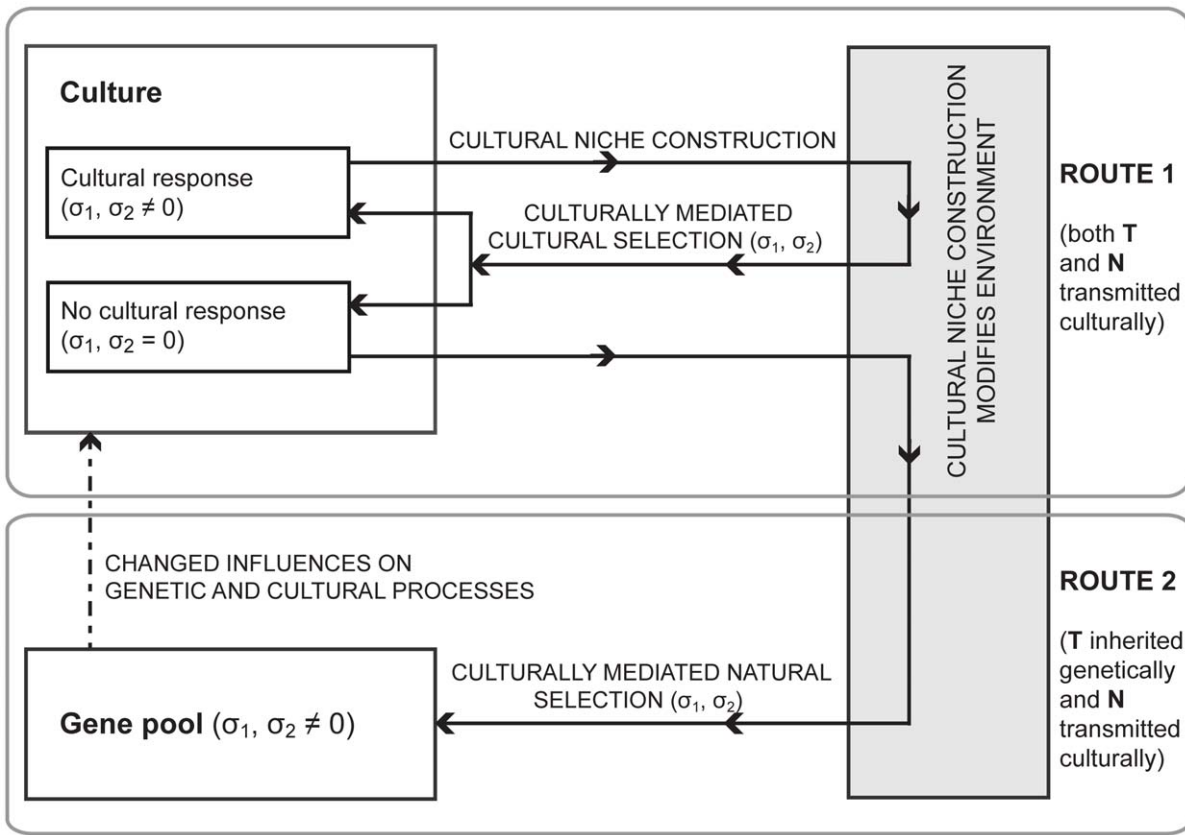 Culture
Cultural response
(σ₁, σ₂ ≠ 0)
No cultural response
(σ₁, σ₂ = 0)
CULTURAL NICHE CONSTRUCTION
CULTURALLY MEDIATED
CULTURAL SELECTION (σ₁, σ₂)
CULTURAL NICHE CONSTRUCTION
MODIFIES ENVIRONMENT
ROUTE 1
(both T
and N
transmitted
culturally)
CHANGED INFLUENCES ON
GENETIC AND CULTURAL PROCESSES
Gene pool (σ₁, σ₂ ≠ 0)
CULTURALLY MEDIATED NATURAL
SELECTION (σ₁, σ₂)
ROUTE 2
(T inherited
genetically
and N
transmitted
culturally)